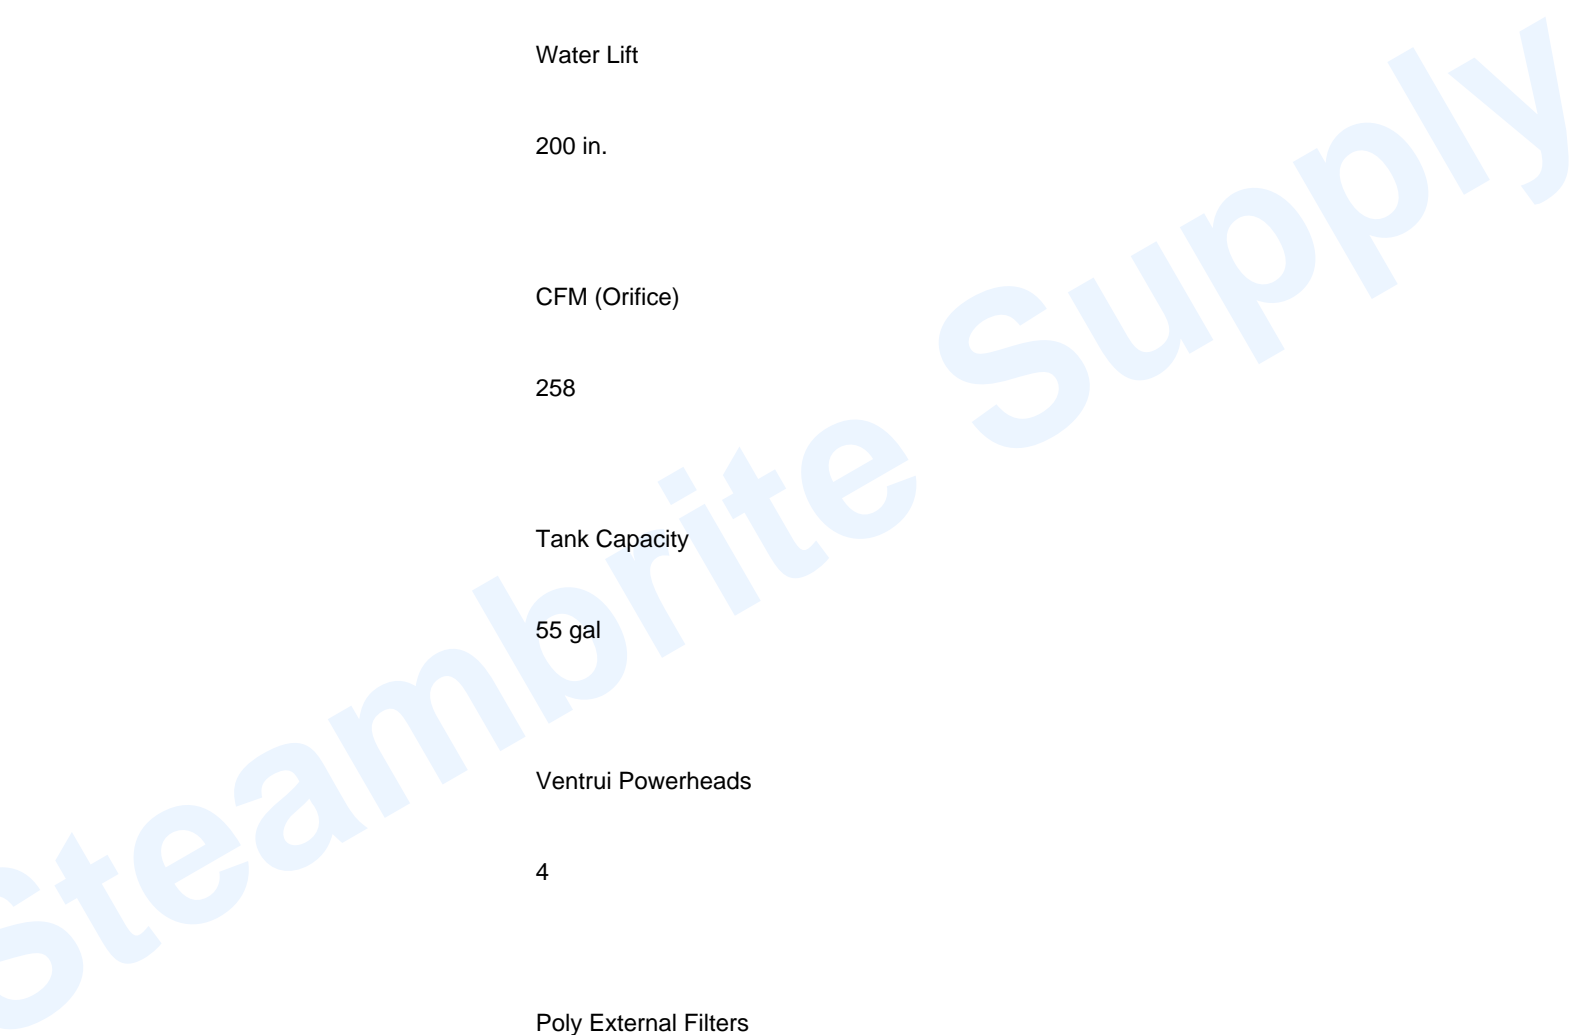 Water Lift
200 in.
CFM (Orifice)
258
Tank Capacity
55 gal
Ventrui Powerheads
4
Poly External Filters
Steambrite Supply